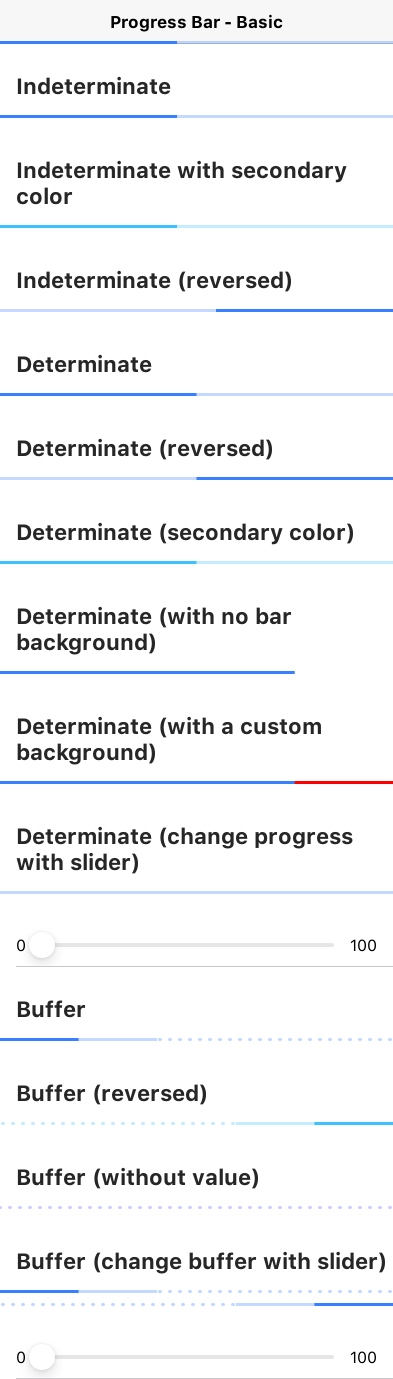 Progress Bar - Basic
Indeterminate
Indeterminate with secondary
color
Indeterminate (reversed)
Determinate
Determinate (reversed)
Determinate (secondary color)
Determinate (with no bar
background)
Determinate (with a custom
background)
Determinate (change progress
with slider)
0 100
Buffer
Buffer (reversed)
Buffer (without value)
Buffer (change buffer with slider)
0 100